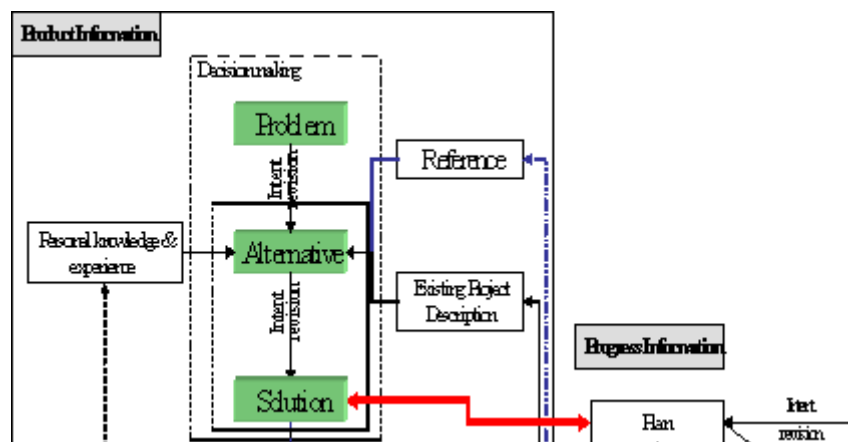 Product Information
Decision making
Problem
Intent
revision
Reference
Personal knowledge &
experience
Alternative
Intent
revision
Existing Project
Description
Progress Information
Solution
Plan
Intent
revision